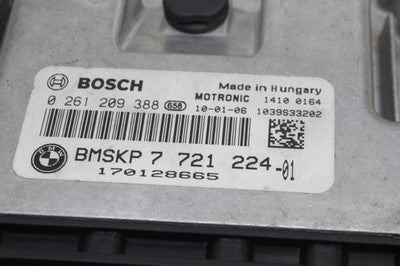 BOSCH Made in Hungary
MOTRONIC 1410 0164
0 261 209 388 658 10-01-06 1039S33202
BMSKP 7 721 224-01
170128665